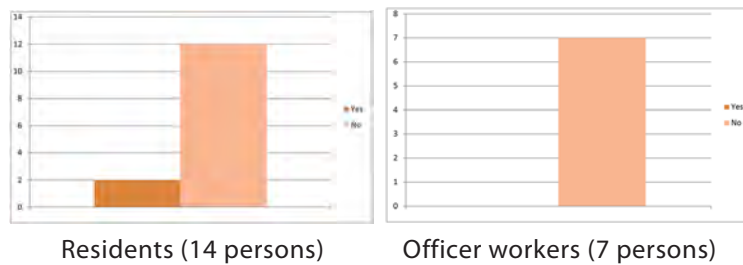 14
12
10
8
6
4
2
0
Yes
No
8
7
6
5
4
3
2
1
0
Yes
No
Residents (14 persons)
Officer workers (7 persons)